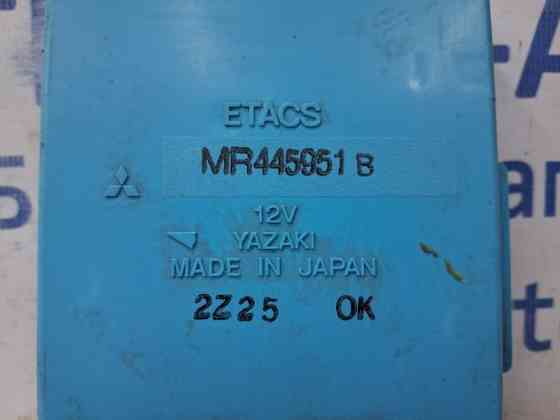 ETACS
MR445951 B
12V
YAZAKI
MADE IN JAPAN
2Z25 OK